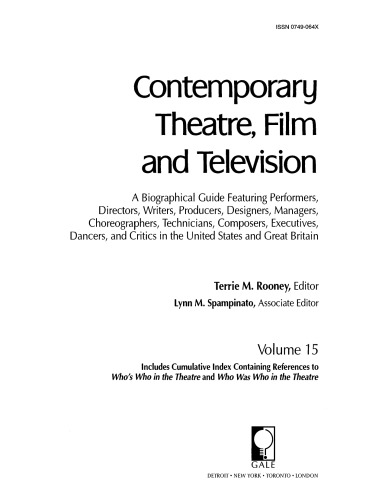 ISSN 0749-064X
Contemporary
Theatre, Film
and Television
A Biographical Guide Featuring Performers,
Directors, Writers, Producers, Designers, Managers,
Choreographers, Technicians, Composers, Executives,
Dancers, and Critics in the United States and Great Britain
Terrie M. Rooney, Editor
Lynn M. Spampinato, Associate Editor
Volume 15
Includes Cumulative Index Containing References to
Who's Who in the Theatre and Who Was Who in the Theatre
GALE
DETROIT • NEW YORK • TORONTO • LONDON